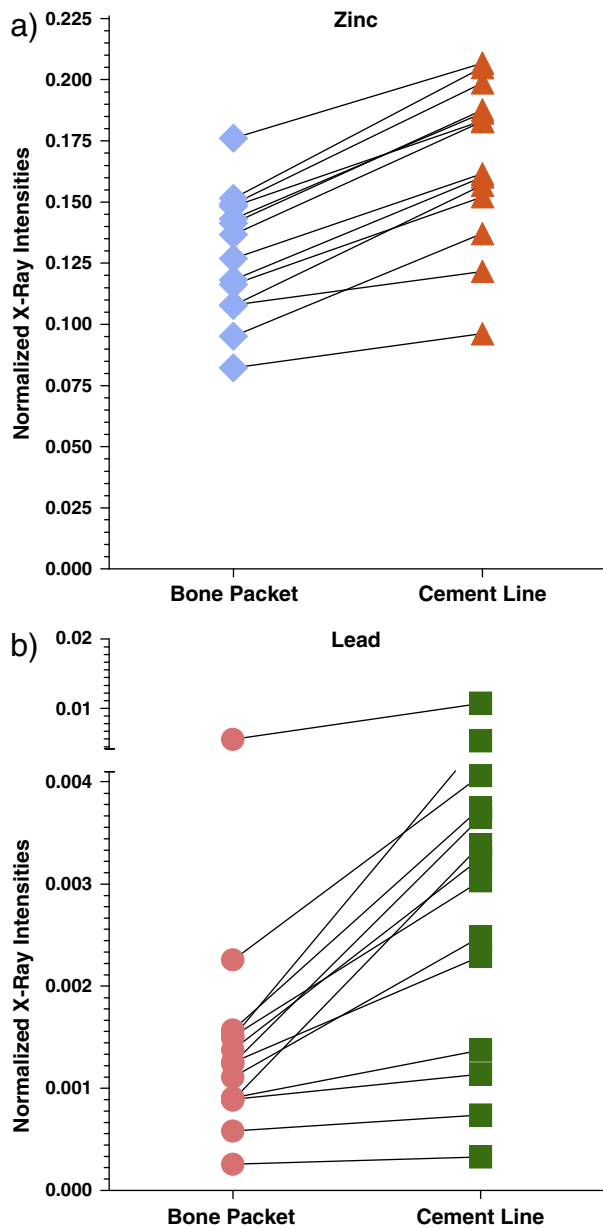 a)
Zinc
Normalized X-Ray Intensities
0.225
0.200
0.175
0.150
0.125
0.100
0.075
0.050
0.025
0.000
Bone Packet Cement Line
b)
Lead
Normalized X-Ray Intensities
0.02
0.01
0.004
0.003
0.002
0.001
0.000
Bone Packet Cement Line